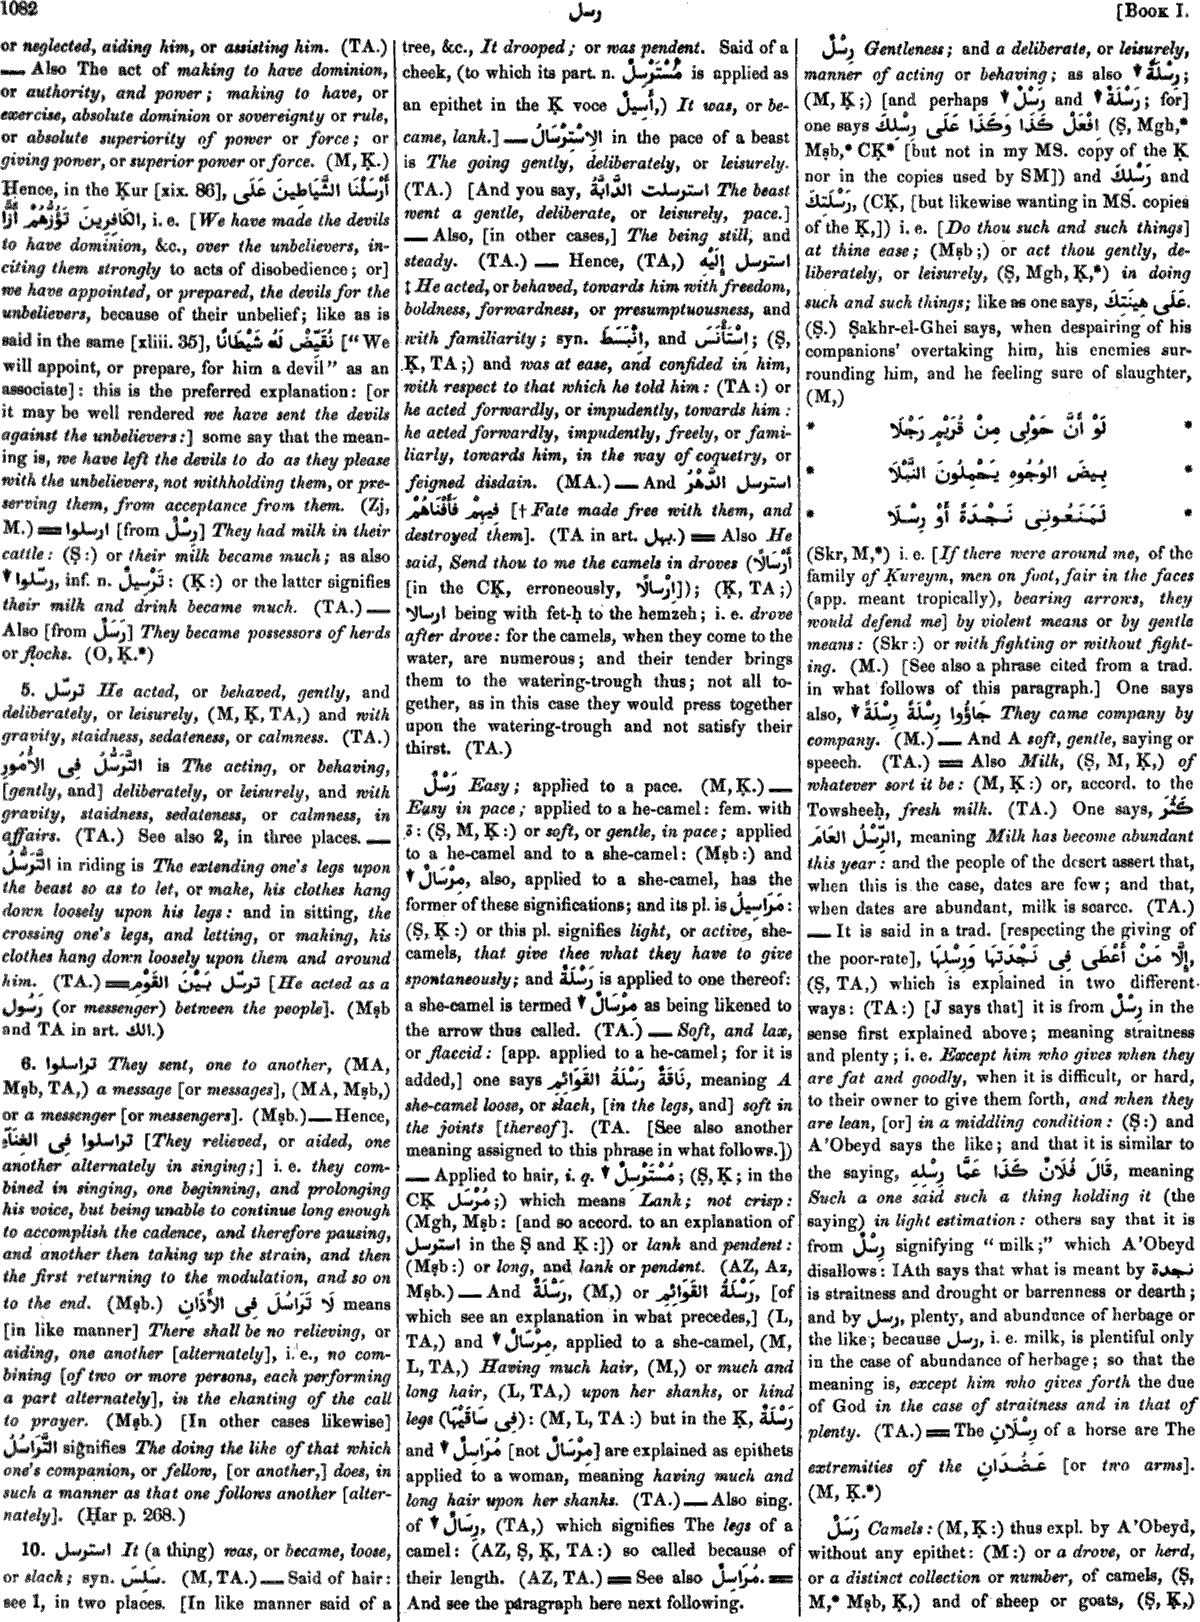 1082
رسل
[Book I.
or neglected, aiding him, or assisting him. (TA.)
— Also The act of making to have dominion,
or authority, and power; making to have, or
exercise, absolute dominion or sovereignty or rule,
or absolute superiority of power or force; or
giving power, or superior power or force. (M, Ḳ.)
Hence, in the Ḳur [xix. 86], أَرْسَلْنَا الشَّيَاطِينَ عَلَى
الكَافِرِينَ تَؤُزُّهُمْ أَزًّا, i. e. [We have made the devils
to have dominion, &c., over the unbelievers, in-
citing them strongly to acts of disobedience; or]
we have appointed, or prepared, the devils for the
unbelievers, because of their unbelief; like as is
said in the same [xliii. 35], نُقَيِّضْ لَهُ شَيْطَانًا ["We
will appoint, or prepare, for him a devil" as an
associate]: this is the preferred explanation: [or
it may be well rendered we have sent the devils
against the unbelievers:] some say that the mean-
ing is, we have left the devils to do as they please
with the unbelievers, not withholding them, or pre-
serving them, from acceptance from them. (Zj,
M.) ═ ارسلوا [from رِسْلٌ] They had milk in their
cattle: (Ṣ:) or their milk became much; as also
▼ رسّلوا, inf. n. تَرْسِيلٌ: (Ḳ:) or the latter signifies
their milk and drink became much. (TA.) —
Also [from رَسَلٌ] They became possessors of herds
or flocks. (O, Ḳ.*)
5. ترسّل He acted, or behaved, gently, and
deliberately, or leisurely, (M, Ḳ, TA,) and with
gravity, staidness, sedateness, or calmness. (TA.)
التَّرَسُّلُ فِى الأُمُورِ is The acting, or behaving,
[gently, and] deliberately, or leisurely, and with
gravity, staidness, sedateness, or calmness, in
affairs. (TA.) See also 2, in three places. —
التَّرَسُّلُ in riding is The extending one's legs upon
the beast so as to let, or make, his clothes hang
down loosely upon his legs: and in sitting, the
crossing one's legs, and letting, or making, his
clothes hang down loosely upon them and around
him. (TA.) ═ ترسّل بَيْنَ القَوْمِ [He acted as a
رَسُول (or messenger) between the people]. (Mṣb
and TA in art. الك.)
6. تراسلوا They sent, one to another, (MA,
Mṣb, TA,) a message [or messages], (MA, Mṣb,)
or a messenger [or messengers]. (Mṣb.) — Hence,
تراسلوا فِى الغِنَآءِ [They relieved, or aided, one
another alternately in singing;] i. e. they com-
bined in singing, one beginning, and prolonging
his voice, but being unable to continue long enough
to accomplish the cadence, and therefore pausing,
and another then taking up the strain, and then
the first returning to the modulation, and so on
to the end. (Mṣb.) لَا تَرَاسُلَ فِى الأَذَانِ means
[in like manner] There shall be no relieving, or
aiding, one another [alternately], i. e., no com-
bining [of two or more persons, each performing
a part alternately], in the chanting of the call
to prayer. (Mṣb.) [In other cases likewise]
التَّرَاسُلُ signifies The doing the like of that which
one's companion, or fellow, [or another,] does, in
such a manner as that one follows another [alter-
nately]. (Ḥar p. 268.)
10. استرسل It (a thing) was, or became, loose,
or slack; syn. سَلِسَ. (M, TA.) — Said of hair:
see 1, in two places. [In like manner said of a
tree, &c., It drooped; or was pendent. Said of a
cheek, (to which its part. n. مُسْتَرْسِلٌ is applied as
an epithet in the Ḳ voce أَسِيلٌ,) It was, or be-
came, lank.] — الاِسْتِرْسَالُ in the pace of a beast
is The going gently, deliberately, or leisurely.
(TA.) [And you say, استرسلت الدَّابَّةُ The beast
went a gentle, deliberate, or leisurely, pace.]
— Also, [in other cases,] The being still, and
steady. (TA.) — Hence, (TA,) استرسل إِلَيْهِ
‡ He acted, or behaved, towards him with freedom,
boldness, forwardness, or presumptuousness, and
with familiarity; syn. اِنْبَسَطَ, and اِسْتَأْنَسَ; (Ṣ,
Ḳ, TA;) and was at ease, and confided in him,
with respect to that which he told him: (TA:) or
he acted forwardly, or impudently, towards him:
he acted forwardly, impudently, freely, or fami-
liarly, towards him, in the way of coquetry, or
feigned disdain. (MA.) — And استرسل الدَّهْرُ
فِيهِمْ فَأَفْنَاهُمْ [† Fate made free with them, and
destroyed them]. (TA in art. بهل.) ═ Also He
said, Send thou to me the camels in droves (أَرْسَالًا
[in the CḲ, erroneously, اِرْسالًا]); (Ḳ, TA;)
ارسالا being with fet-ḥ to the hemzeh; i. e. drove
after drove: for the camels, when they come to the
water, are numerous; and their tender brings
them to the watering-trough thus; not all to-
gether, as in this case they would press together
upon the watering-trough and not satisfy their
thirst. (TA.)
رَسْلٌ Easy; applied to a pace. (M, Ḳ.) —
Easy in pace; applied to a he-camel: fem. with
ة: (Ṣ, M, Ḳ:) or soft, or gentle, in pace; applied
to a he-camel and to a she-camel: (Mṣb:) and
▼ مِرْسَالٌ, also, applied to a she-camel, has the
former of these significations; and its pl. is مَرَاسِيلُ:
(Ṣ, Ḳ:) or this pl. signifies light, or active, she-
camels, that give thee what they have to give
spontaneously; and رَسْلَةٌ is applied to one thereof:
a she-camel is termed ▼ مِرْسَالٌ as being likened to
the arrow thus called. (TA.) — Soft, and lax,
or flaccid: [app. applied to a he-camel; for it is
added,] one says نَاقَةٌ رَسْلَةُ القَوَائِمِ, meaning A
she-camel loose, or slack, [in the legs, and] soft in
the joints [thereof]. (TA. [See also another
meaning assigned to this phrase in what follows.])
— Applied to hair, i. q. ▼ مُسْتَرْسِلٌ; (Ṣ, Ḳ; in the
CḲ مُرْسَل;) which means Lank; not crisp:
(Mgh, Mṣb: [and so accord. to an explanation of
استرسل in the Ṣ and Ḳ:]) or lank and pendent:
(Mṣb:) or long, and lank or pendent. (AZ, Az,
Mṣb.) — And رَسْلَةٌ, (M,) or رَسْلَةُ القَوَائِمِ, [of
which see an explanation in what precedes,] (L,
TA,) and ▼ مِرْسَالٌ, applied to a she-camel, (M,
L, TA,) Having much hair, (M,) or much and
long hair, (L, TA,) upon her shanks, or hind
legs (فِى سَاقَيْهَا): (M, L, TA:) but in the Ḳ, رَسْلَةٌ
and ▼ مُرَاسِلٌ [not مِرْسَالٌ] are explained as epithets
applied to a woman, meaning having much and
long hair upon her shanks. (TA.) — Also sing.
of ▼ رِسَالٌ, (TA,) which signifies The legs of a
camel: (AZ, Ṣ, Ḳ, TA:) so called because of
their length. (AZ, TA.) ═ See also مُرَاسِلٌ. ═
And see the paragraph here next following.
رِسْلٌ Gentleness; and a deliberate, or leisurely,
manner of acting or behaving; as also ▼ رِسْلَةٌ;
(M, Ḳ;) [and perhaps ▼ رَسْلٌ and ▼ رَسْلَةٌ; for]
one says اِفْعَلْ كَذَا وَكَذَا عَلَى رِسْلِكَ (Ṣ, Mgh,*
Mṣb,* CḲ* [but not in my MS. copy of the Ḳ
nor in the copies used by SM]) and رَسْلِكَ and
رَسْلَتِكَ, (CḲ, [but likewise wanting in MS. copies
of the Ḳ,]) i. e. [Do thou such and such things]
at thine ease; (Mṣb;) or act thou gently, de-
liberately, or leisurely, (Ṣ, Mgh, Ḳ,*) in doing
such and such things; like as one says, عَلَى هِينَتِكَ.
(Ṣ.) Ṣakhr-el-Ghei says, when despairing of his
companions' overtaking him, his enemies sur-
rounding him, and he feeling sure of slaughter,
(M,)
* لَوْ أَنَّ حَوْلِى مِنْ قُرَيْمٍ رَجْلَا *
* بِيضَ الوُجُوهِ يَحْمِلُونَ النَّبْلَا *
* لَمَنَعُونِى نَجْدَةً أَوْ رِسْلَا *
(Skr, M,*) i. e. [If there were around me, of the
family of Ḳureym, men on foot, fair in the faces
(app. meant tropically), bearing arrows, they
would defend me] by violent means or by gentle
means: (Skr:) or with fighting or without fight-
ing. (M.) [See also a phrase cited from a trad.
in what follows of this paragraph.] One says
also, ▼ جَاؤُوا رِسْلَةً رِسْلَةً They came company by
company. (M.) — And A soft, gentle, saying or
speech. (TA.) ═ Also Milk, (Ṣ, M, Ḳ,) of
whatever sort it be: (M, Ḳ:) or, accord. to the
Towsheeḥ, fresh milk. (TA.) One says, كَثُرَ
الرِّسْلُ العَامَ, meaning Milk has become abundant
this year: and the people of the desert assert that,
when this is the case, dates are few; and that,
when dates are abundant, milk is scarce. (TA.)
— It is said in a trad. [respecting the giving of
the poor-rate], إِلَّا مَنْ أَعْطَى فِى نَجْدَتِهَا وَرِسْلِهَا,
(Ṣ, TA,) which is explained in two different
ways: (TA:) [J says that] it is from رِسْلٌ in the
sense first explained above; meaning straitness
and plenty; i. e. Except him who gives when they
are fat and goodly, when it is difficult, or hard,
to their owner to give them forth, and when they
are lean, [or] in a middling condition: (Ṣ:) and
A'Obeyd says the like; and that it is similar to
the saying, قَالَ فُلَانٌ كَذَا عَمًّا رِسْلِهِ, meaning
Such a one said such a thing holding it (the
saying) in light estimation: others say that it is
from رِسْلٌ signifying "milk;" which A'Obeyd
disallows: IAth says that what is meant by نجدة
is straitness and drought or barrenness or dearth;
and by رسل, plenty, and abundnnce of herbage or
the like; because رسل, i. e. milk, is plentiful only
in the case of abundance of herbage; so that the
meaning is, except him who gives forth the due
of God in the case of straitness and in that of
plenty. (TA.) ═ The رِسْلَانِ of a horse are The
extremities of the عَضُدَانِ [or two arms].
(M, Ḳ.*)
رَسَلٌ Camels: (M, Ḳ:) thus expl. by A'Obeyd,
without any epithet: (M:) or a drove, or herd,
or a distinct collection or number, of camels, (Ṣ,
M,* Mṣb, Ḳ,) and of sheep or goats, (Ṣ, Ḳ,)